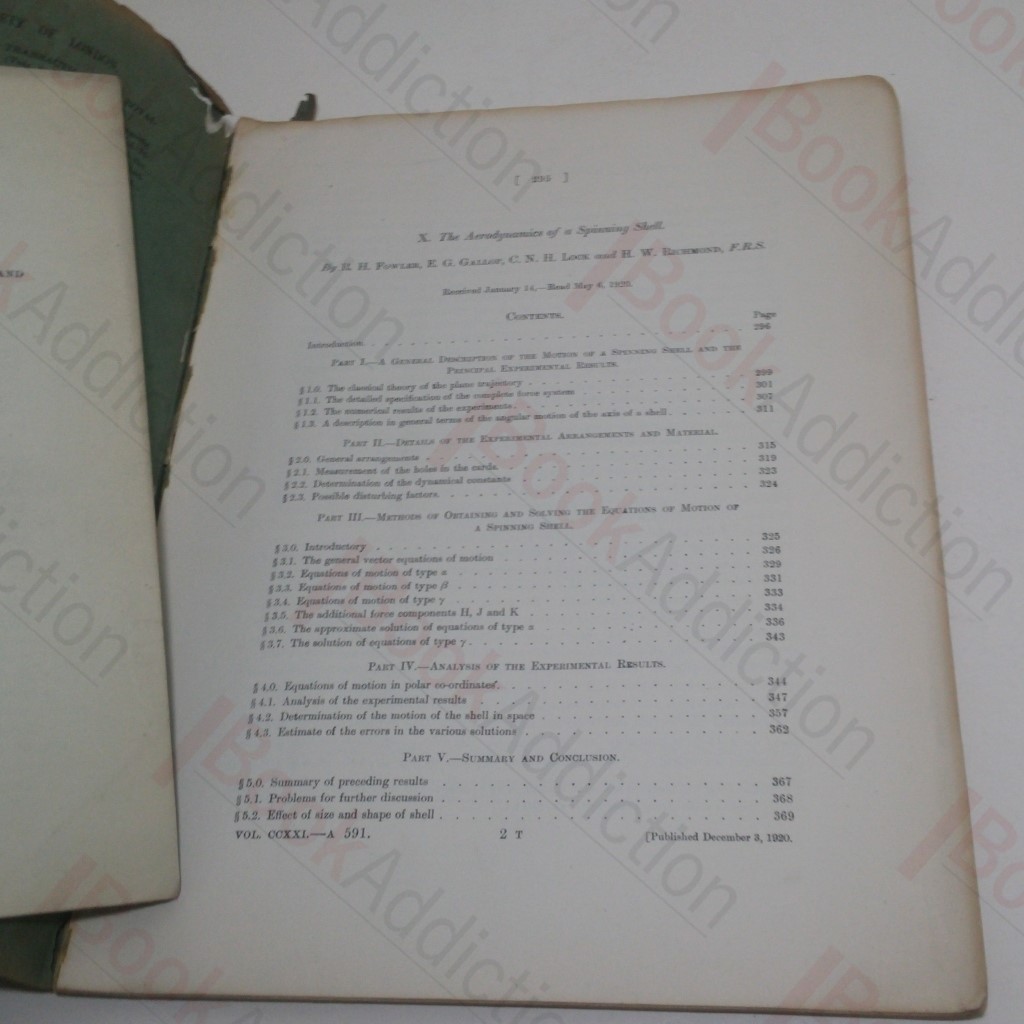 OF LONDON
AND
[ 295 ]
X. The Aerodynamics of a Spinning Shell.
By R. H. Fowler, E. G. Gallop, C. N. H. Lock and H. W. Richmond, F.R.S.
Received January 14,—Read May 6, 1920.
Contents.
Page
Introduction. 296
Part I.—A General Description of the Motion of a Spinning Shell and the
Principal Experimental Results.
§ 1.0. The classical theory of the plane trajectory 299
§ 1.1. The detailed specification of the complete force system 301
§ 1.2. The numerical results of the experiments 307
§ 1.3. A description in general terms of the angular motion of the axis of a shell 311
Part II.—Details of the Experimental Arrangements and Material.
§ 2.0. General arrangements 315
§ 2.1. Measurement of the holes in the cards. 319
§ 2.2. Determination of the dynamical constants 323
§ 2.3. Possible disturbing factors. 324
Part III.—Methods of Obtaining and Solving the Equations of Motion of
a Spinning Shell.
§ 3.0. Introductory 325
§ 3.1. The general vector equations of motion 326
§ 3.2. Equations of motion of type α 329
§ 3.3. Equations of motion of type β 331
§ 3.4. Equations of motion of type γ 333
§ 3.5. The additional force components H, J and K 334
§ 3.6. The approximate solution of equations of type α 336
§ 3.7. The solution of equations of type γ 343
Part IV.—Analysis of the Experimental Results.
§ 4.0. Equations of motion in polar co-ordinates. 344
§ 4.1. Analysis of the experimental results 347
§ 4.2. Determination of the motion of the shell in space 357
§ 4.3. Estimate of the errors in the various solutions 362
Part V.—Summary and Conclusion.
§ 5.0. Summary of preceding results 367
§ 5.1. Problems for further discussion 368
§ 5.2. Effect of size and shape of shell 369
VOL. CCXXI.—A 591. 2 T [Published December 3, 1920.
BookAddiction